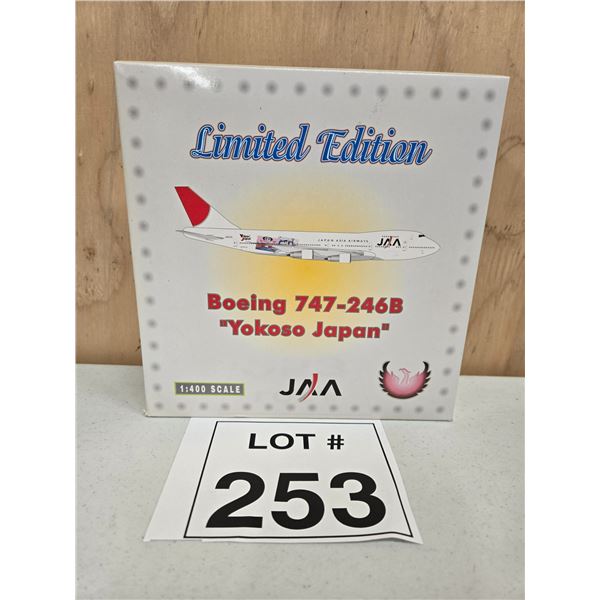 Limited Edition
JAPAN ASIA AIRWAYS
JAA
Boeing 747-246B
"Yokoso Japan"
1:400 SCALE
JAA
LOT #
253